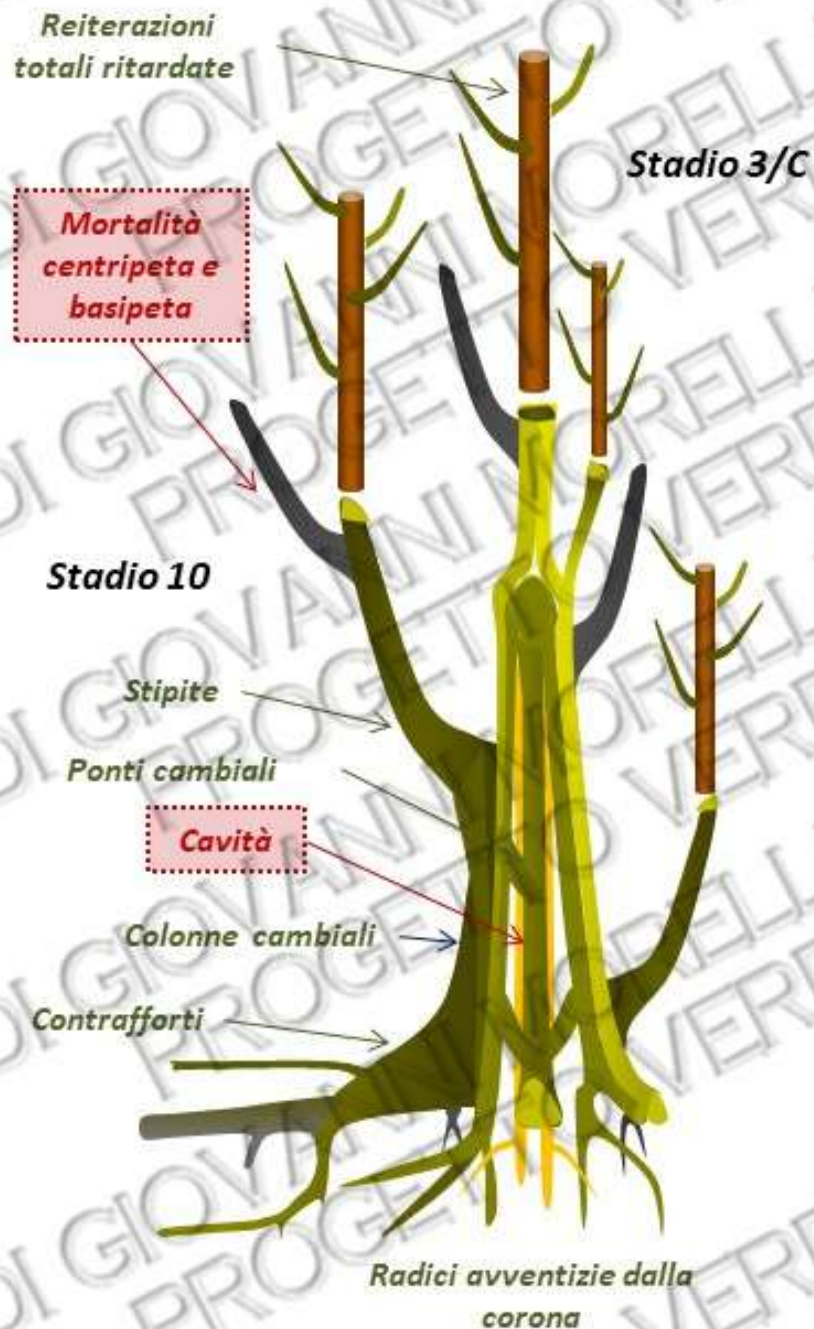 Reiterazioni
totali ritardate
Stadio 3/C
Mortalità
centripeta e
basipeta
Stadio 10
Stipite
Ponti cambiali
Cavità
Colonne cambiali
Contrafforti
Radici avventizie dalla
corona
DI GIOVANNI MORELLI
PROGETTO VERDE